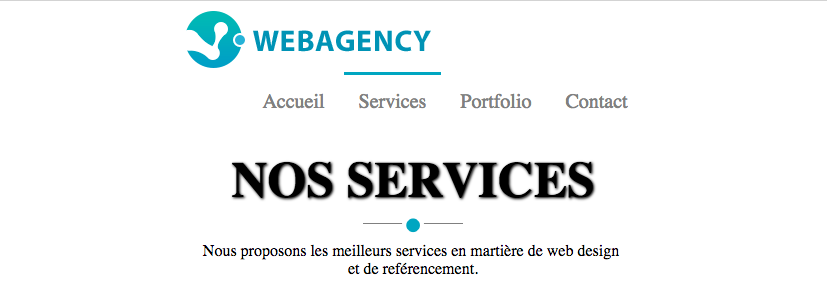 WEBAGENCY
Accueil Services Portfolio Contact
NOS SERVICES
Nous proposons les meilleurs services en martière de web design
et de reférencement.